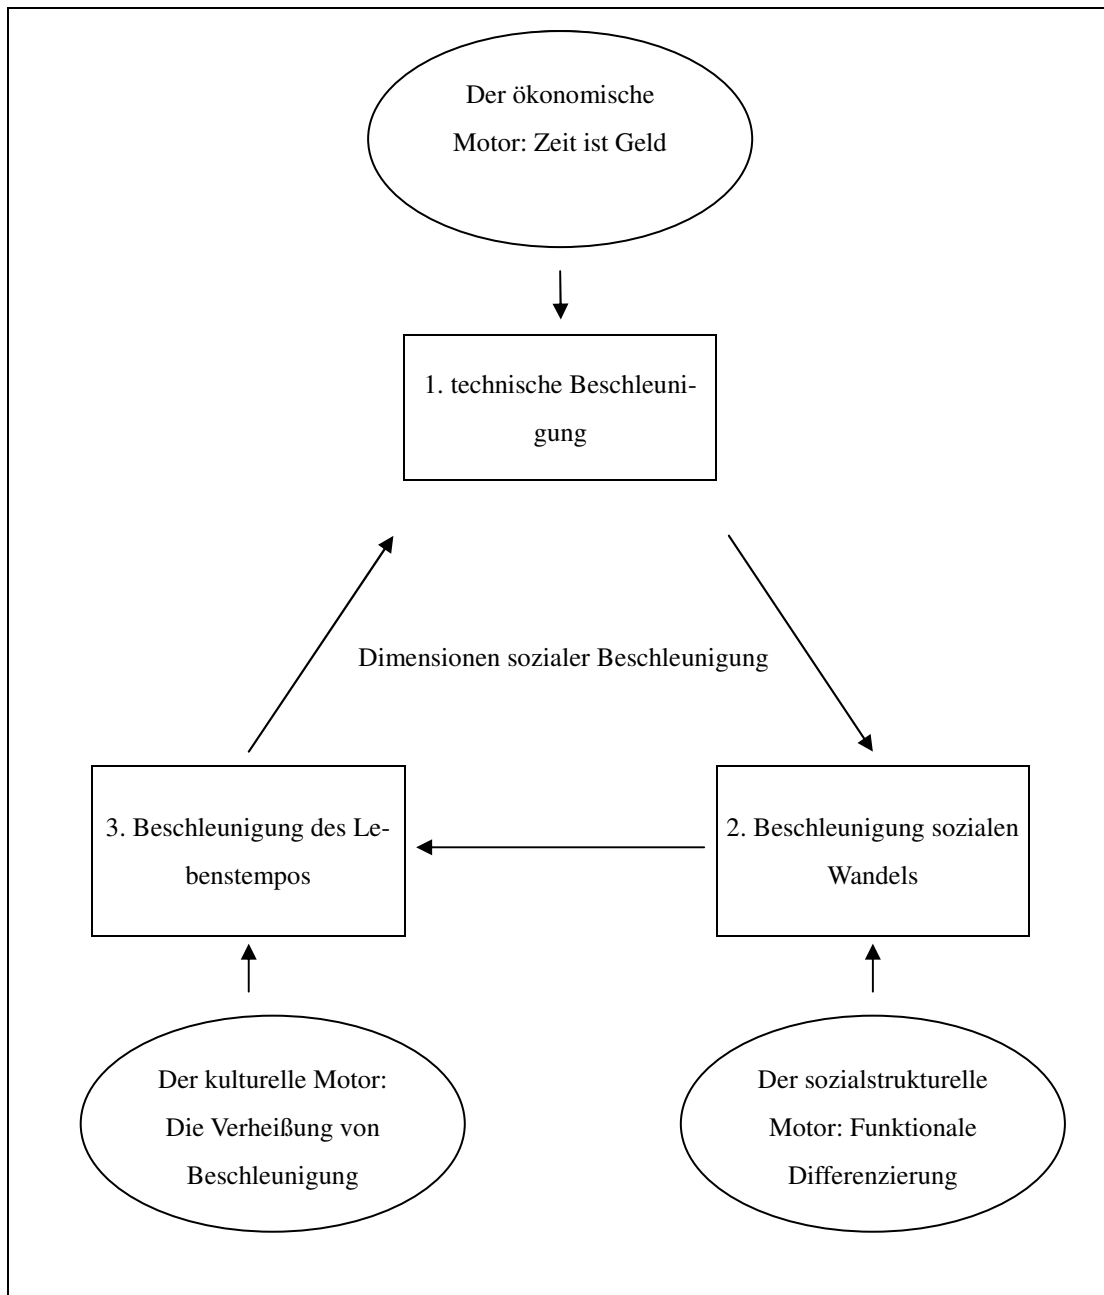 Der ökonomische
Motor: Zeit ist Geld
1. technische Beschleuni-
gung
Dimensionen sozialer Beschleunigung
3. Beschleunigung des Le-
benstempos
2. Beschleunigung sozialen
Wandels
Der kulturelle Motor:
Die Verheißung von
Beschleunigung
Der sozialstrukturelle
Motor: Funktionale
Differenzierung